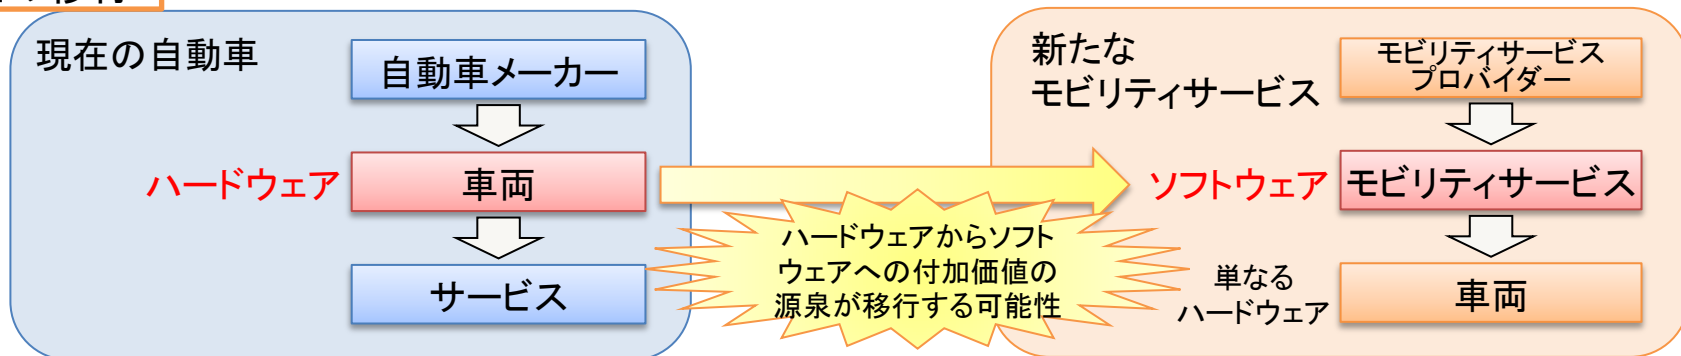 現在の自動車
自動車メーカー
ハードウェア
車両
サービス
ハードウェアからソフト
ウェアへの付加価値の
源泉が移行する可能性
新たな
モビリティサービス
モビリティサービス
プロバイダー
ソフトウェア
モビリティサービス
単なる
ハードウェア
車両